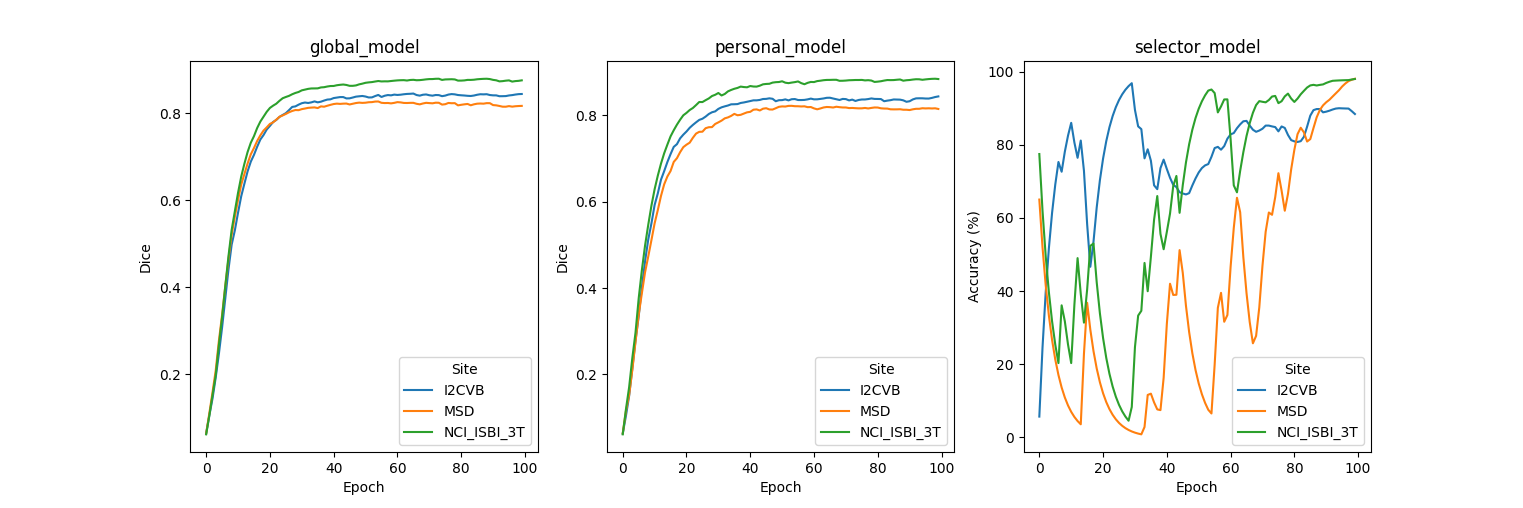 global_model
Dice
0.8
0.6
0.4
0.2
0 20 40 60 80 100
Epoch
Site
I2CVB
MSD
NCI_ISBI_3T
personal_model
Dice
0.8
0.6
0.4
0.2
0 20 40 60 80 100
Epoch
Site
I2CVB
MSD
NCI_ISBI_3T
selector_model
Accuracy (%)
100
80
60
40
20
0
0 20 40 60 80 100
Epoch
Site
I2CVB
MSD
NCI_ISBI_3T